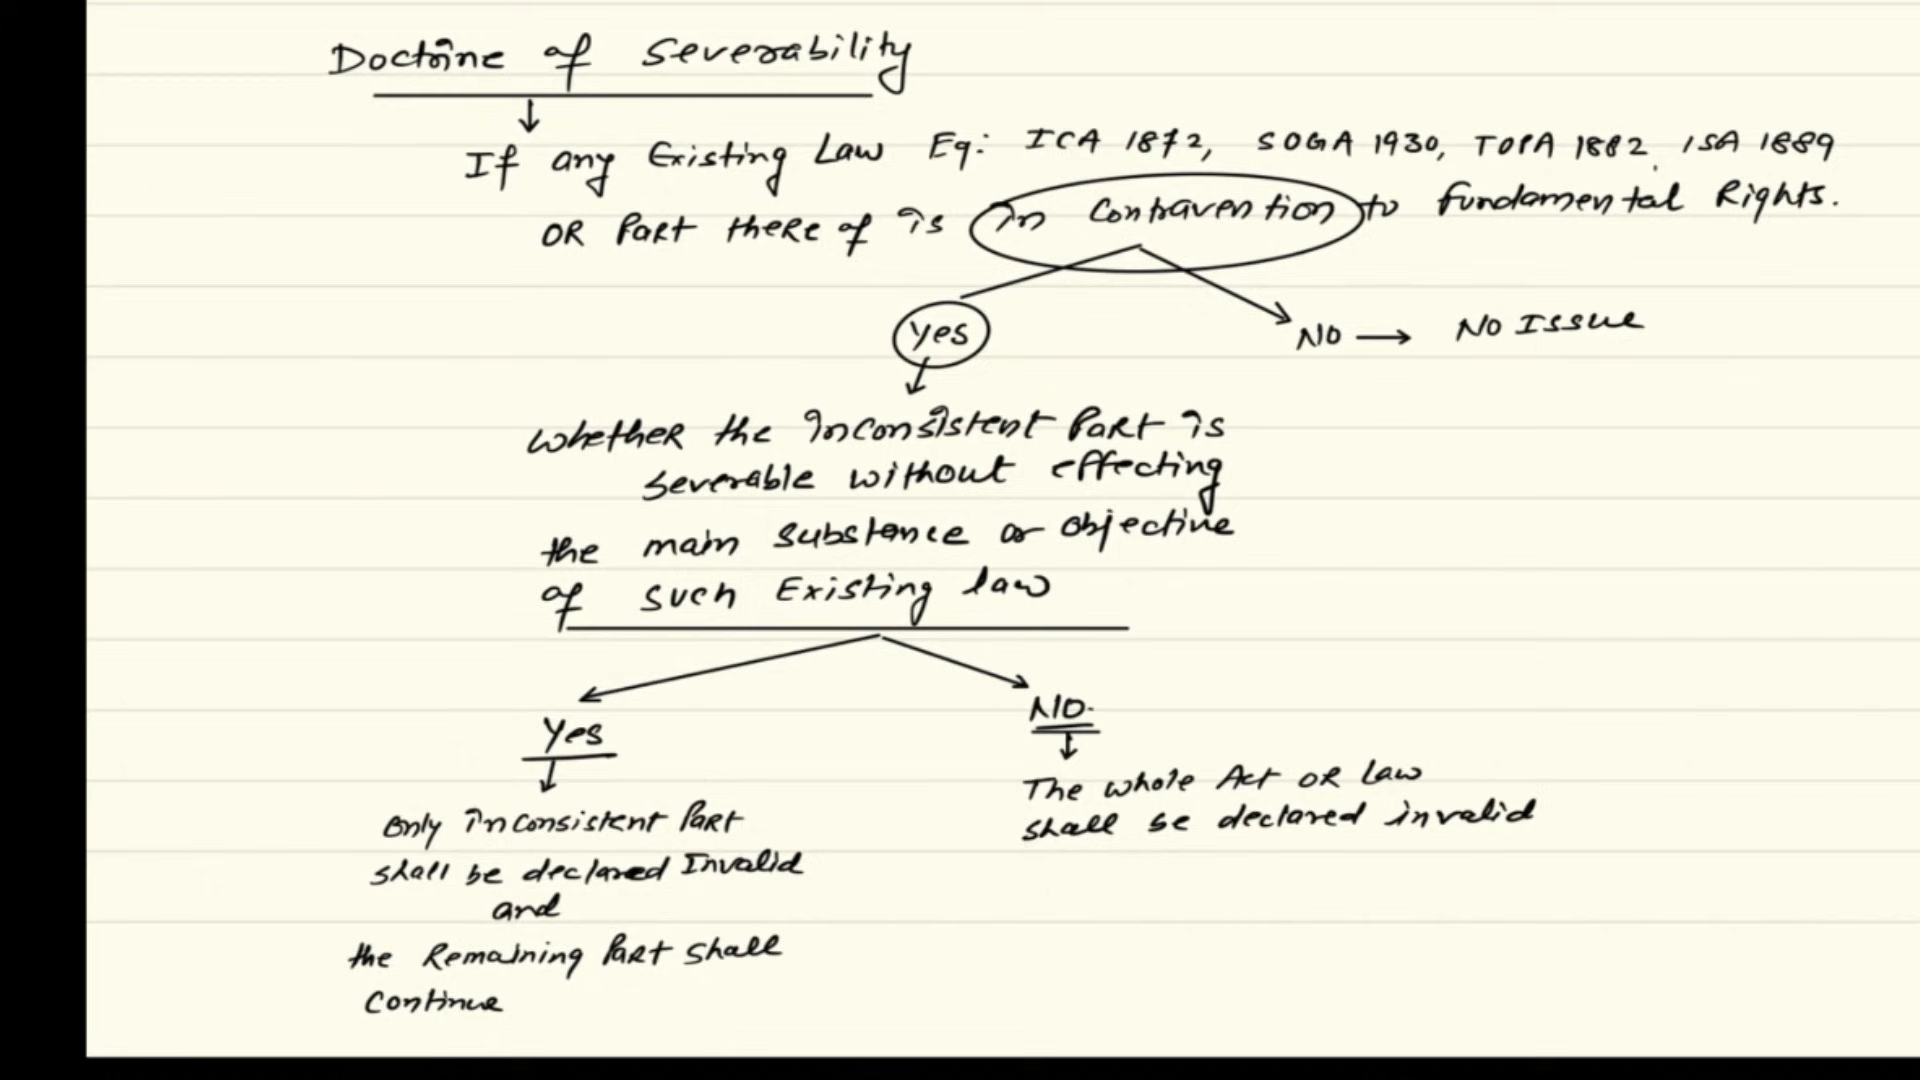 Doctrine of Severability
If any Existing Law Eg: ICA 1872, SOGA 1930, TOPA 1882, ISA 1889
OR Part there of is in Contravention to fundamental Rights.
Yes
NO → NO Issue
whether the inconsistent Part is
severable without effecting
the main substance or objective
of such Existing law
Yes
NO.
only inconsistent Part
shall be declared Invalid
and
the Remaining Part shall
continue
The whole Act OR Law
shall be declared invalid